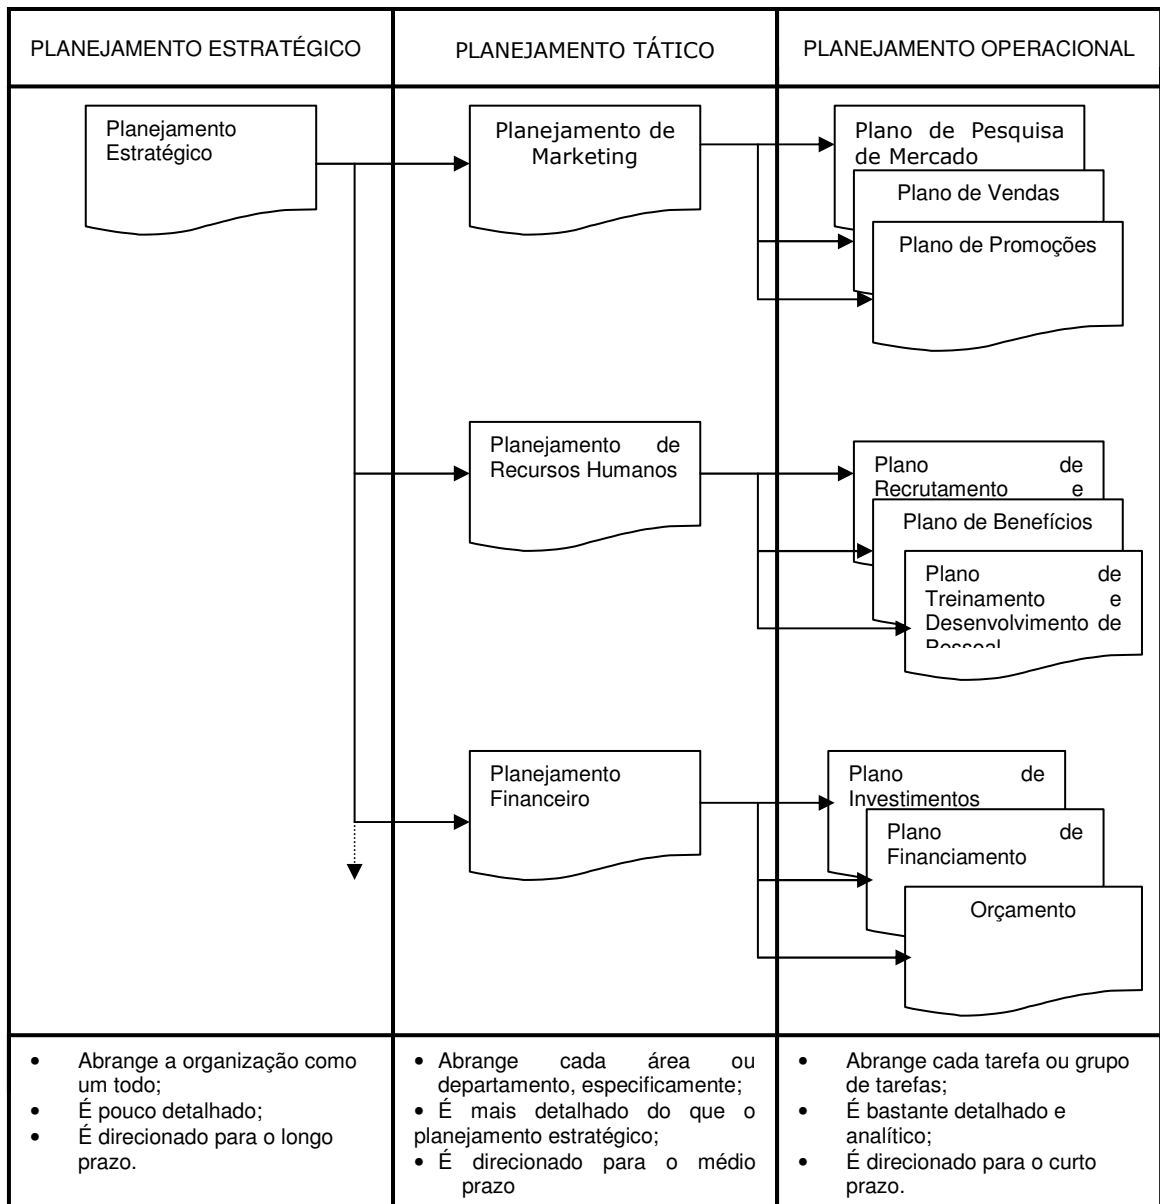 PLANEJAMENTO ESTRATÉGICO
PLANEJAMENTO TÁTICO
PLANEJAMENTO OPERACIONAL
Planejamento
Estratégico
Planejamento de
Marketing
Plano de Pesquisa
de Mercado
Plano de Vendas
Plano de Promoções
Planejamento de
Recursos Humanos
Plano de
Recrutamento e
Plano de Benefícios
Plano de
Treinamento e
Desenvolvimento de
Pessoal
Planejamento
Financeiro
Plano de
Investimentos
Plano de
Financiamento
Orçamento
• Abrange a organização como
um todo;
• É pouco detalhado;
• É direcionado para o longo
prazo.
• Abrange cada área ou
departamento, especificamente;
• É mais detalhado do que o
planejamento estratégico;
• É direcionado para o médio
prazo
• Abrange cada tarefa ou grupo
de tarefas;
• É bastante detalhado e
analítico;
• É direcionado para o curto
prazo.